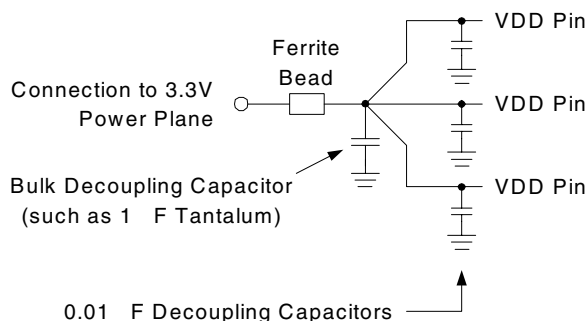 VDD Pin
Ferrite
Bead
Connection to 3.3V
Power Plane
VDD Pin
Bulk Decoupling Capacitor
(such as 1 F Tantalum)
VDD Pin
0.01 F Decoupling Capacitors